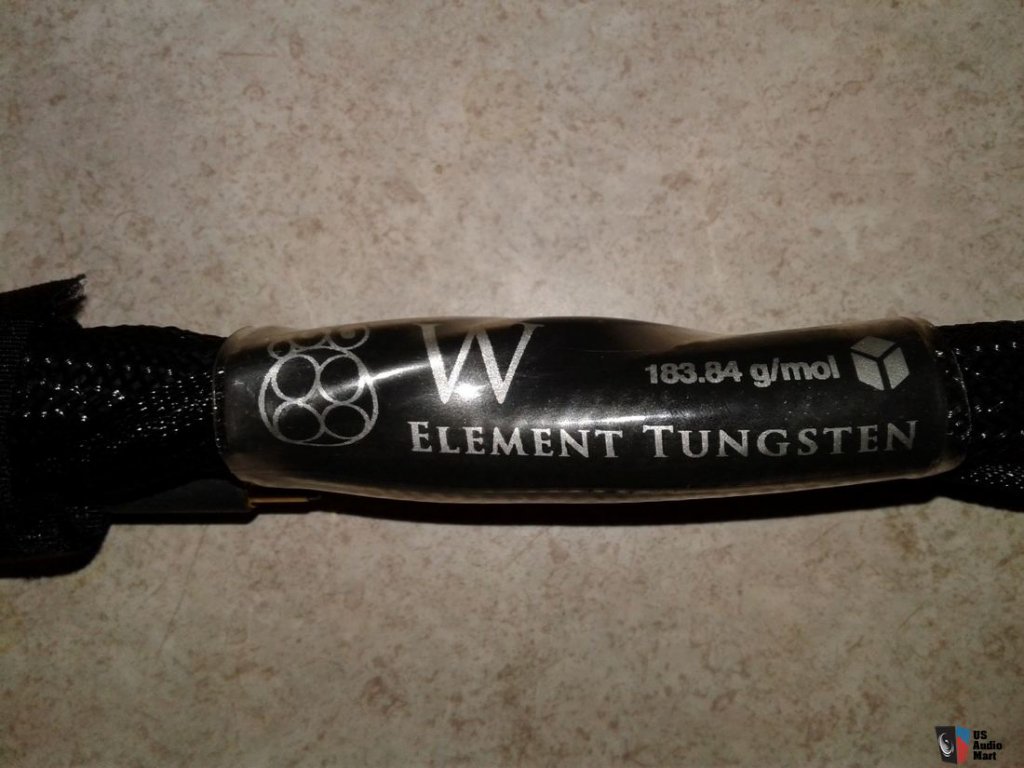 W
183.84 g/mol
ELEMENT TUNGSTEN
US
Audio
Mart